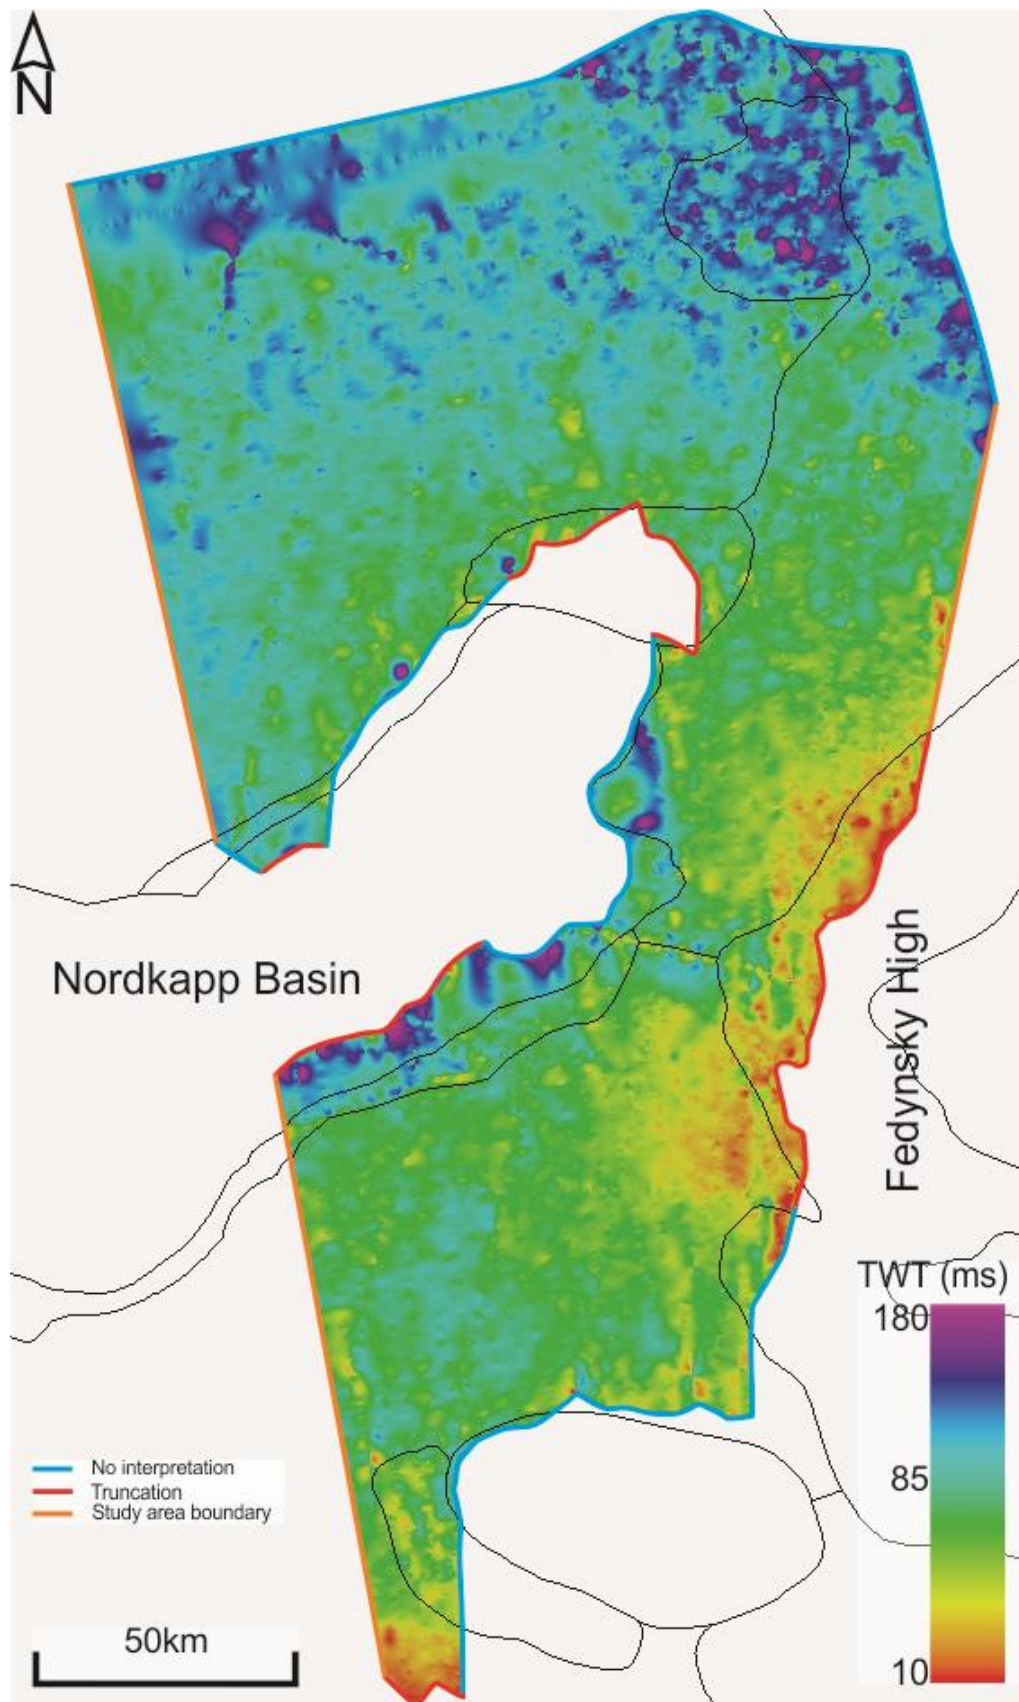 N
Nordkapp Basin
Fedynsky High
TWT (ms)
180
85
10
No interpretation
Truncation
Study area boundary
50km